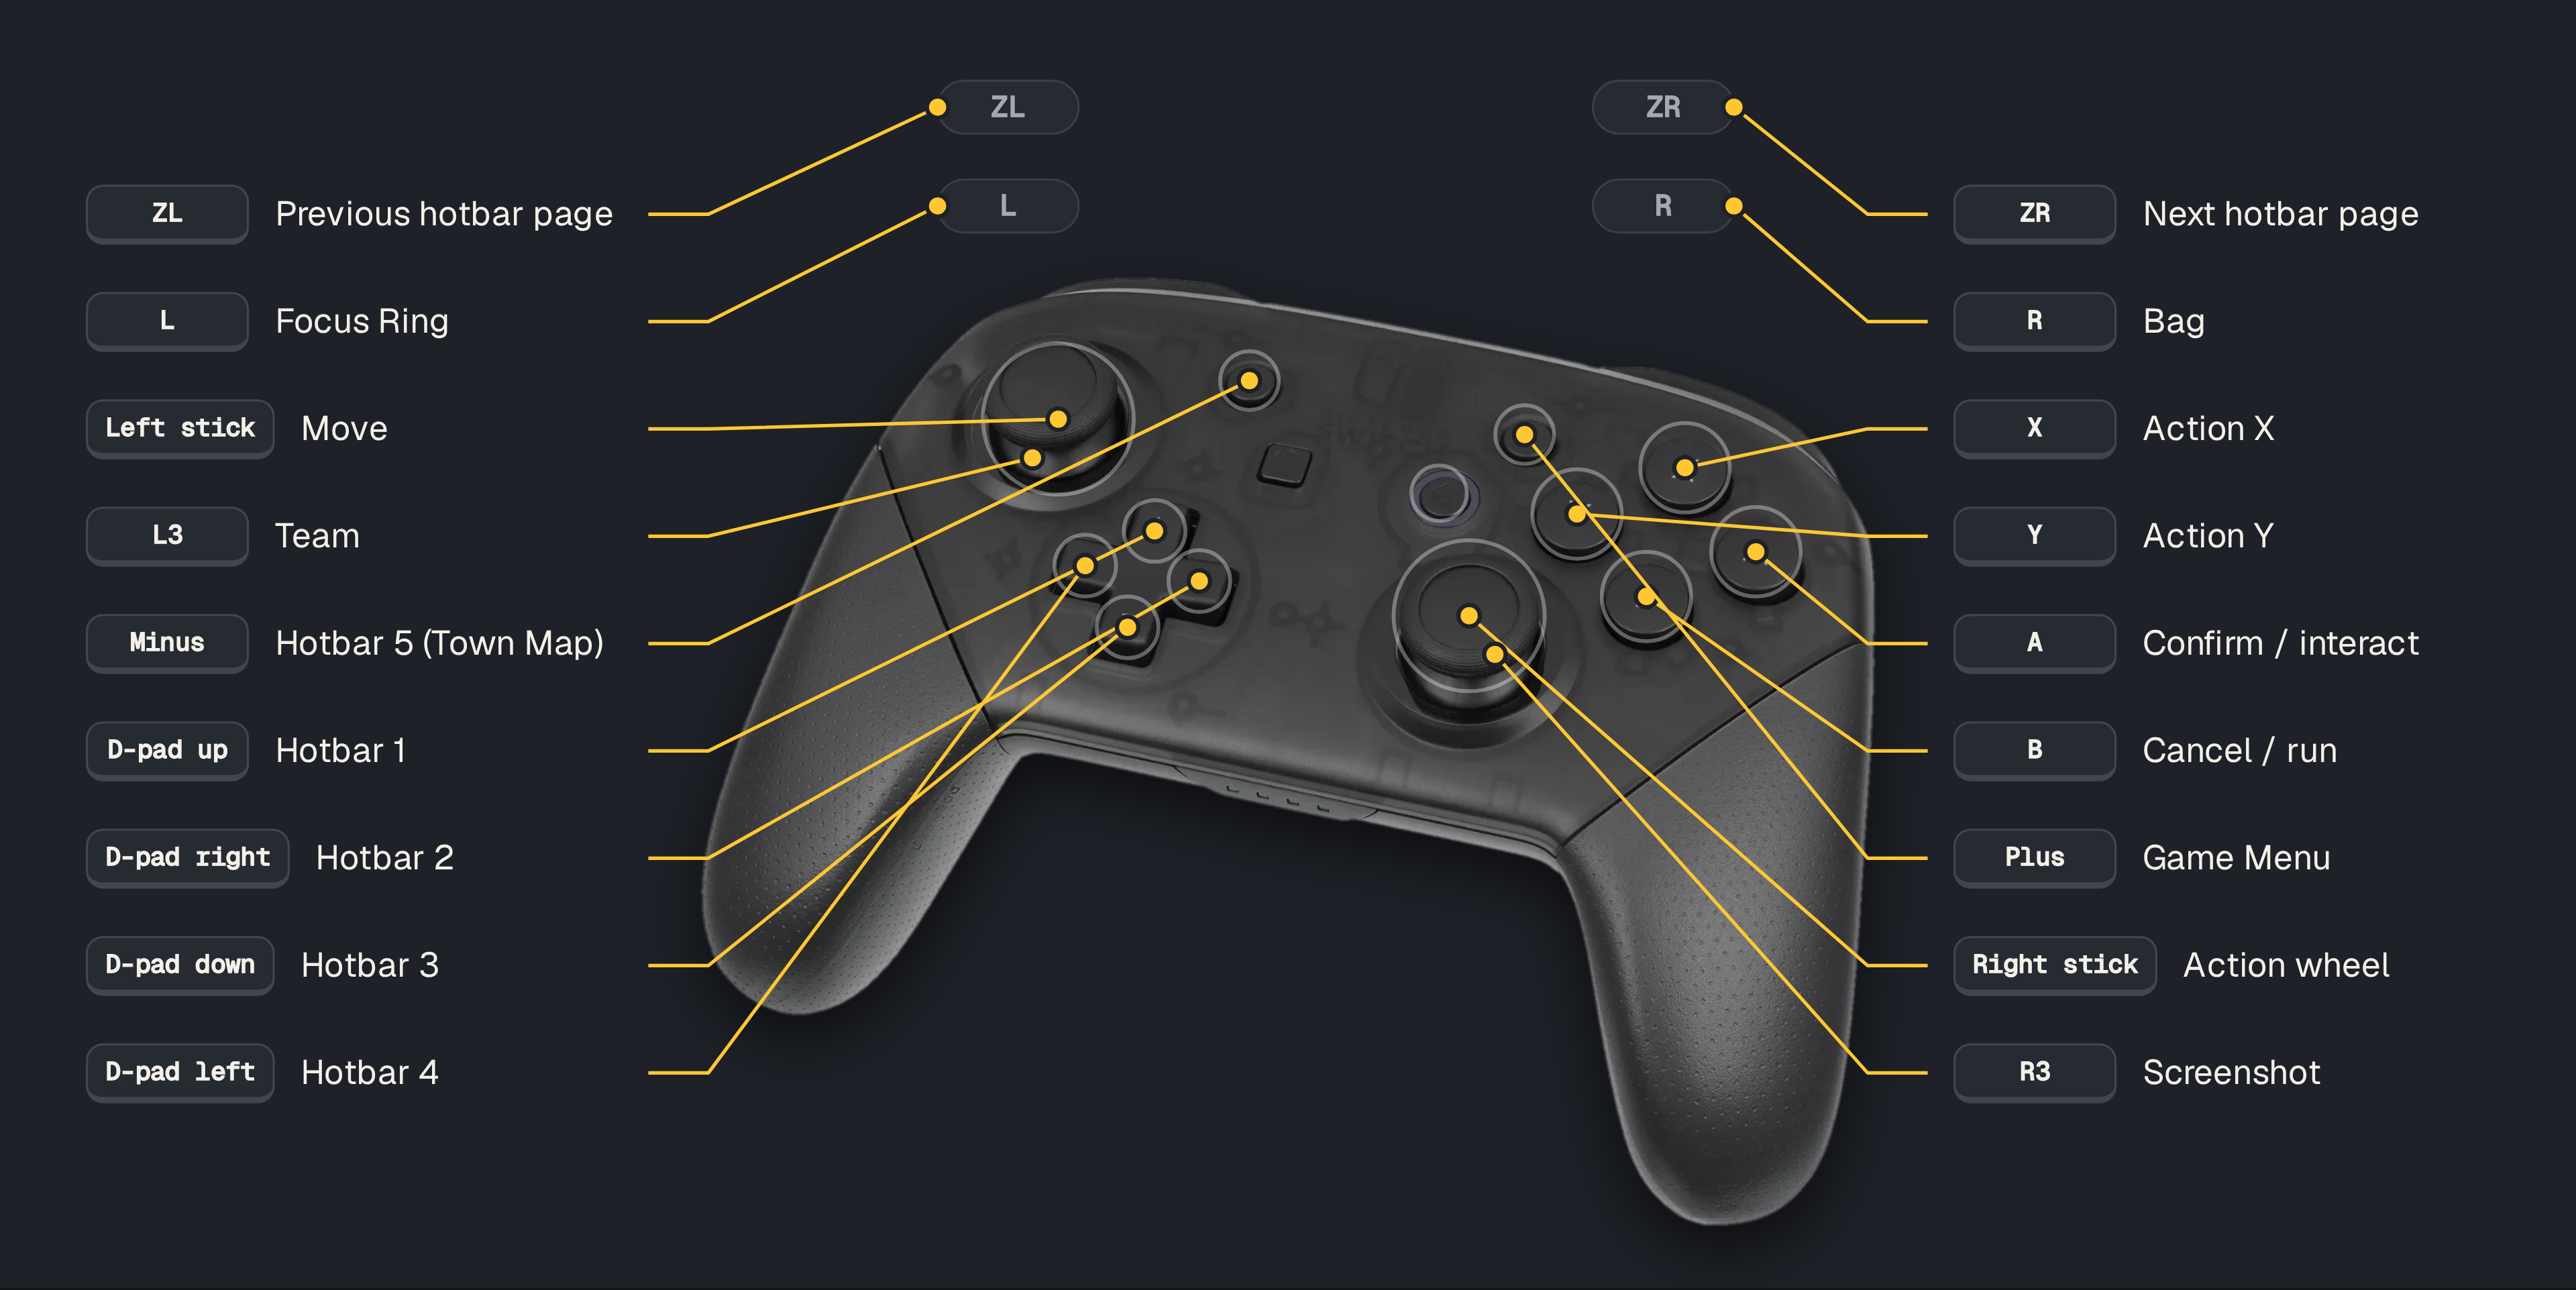 ZL
ZR
L
R
ZL Previous hotbar page
L Focus Ring
Left stick Move
L3 Team
Minus Hotbar 5 (Town Map)
D-pad up Hotbar 1
D-pad right Hotbar 2
D-pad down Hotbar 3
D-pad left Hotbar 4
ZR Next hotbar page
R Bag
X Action X
Y Action Y
A Confirm / interact
B Cancel / run
Plus Game Menu
Right stick Action wheel
R3 Screenshot